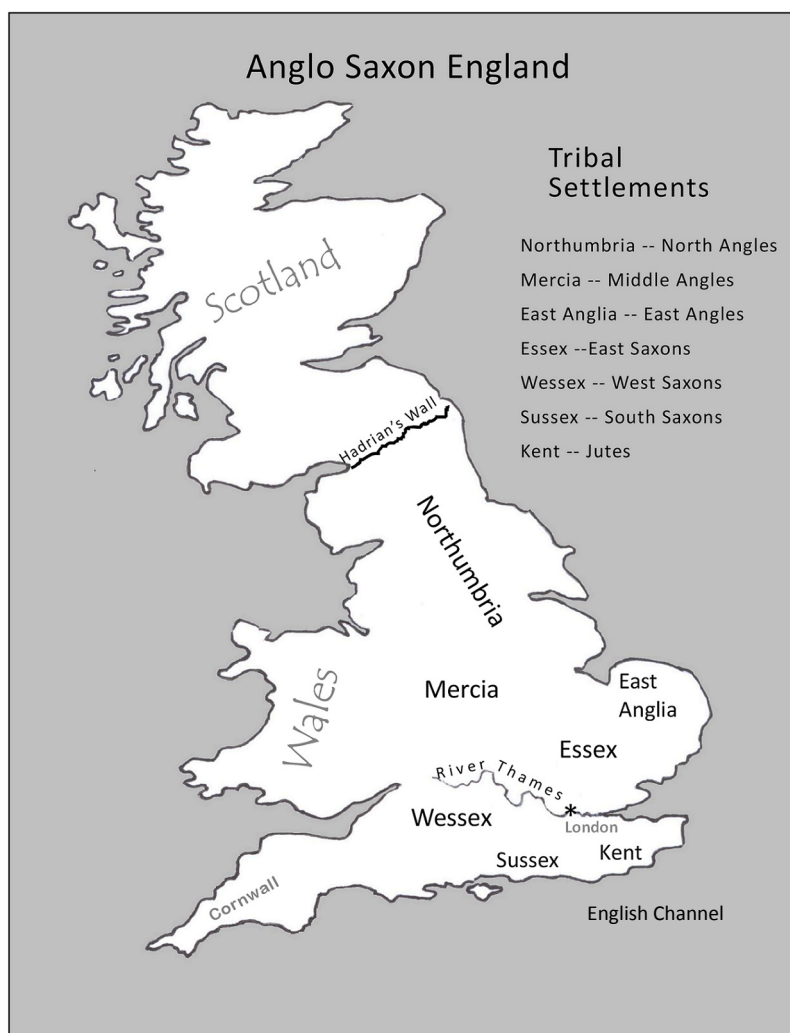 Anglo Saxon England
Tribal
Settlements
Northumbria -- North Angles
Mercia -- Middle Angles
East Anglia -- East Angles
Essex --East Saxons
Wessex -- West Saxons
Sussex -- South Saxons
Kent -- Jutes
Scotland
Hadrian's Wall
Northumbria
Wales
Mercia
East
Anglia
Essex
River Thames
Wessex
*
London
Kent
Sussex
Cornwall
English Channel